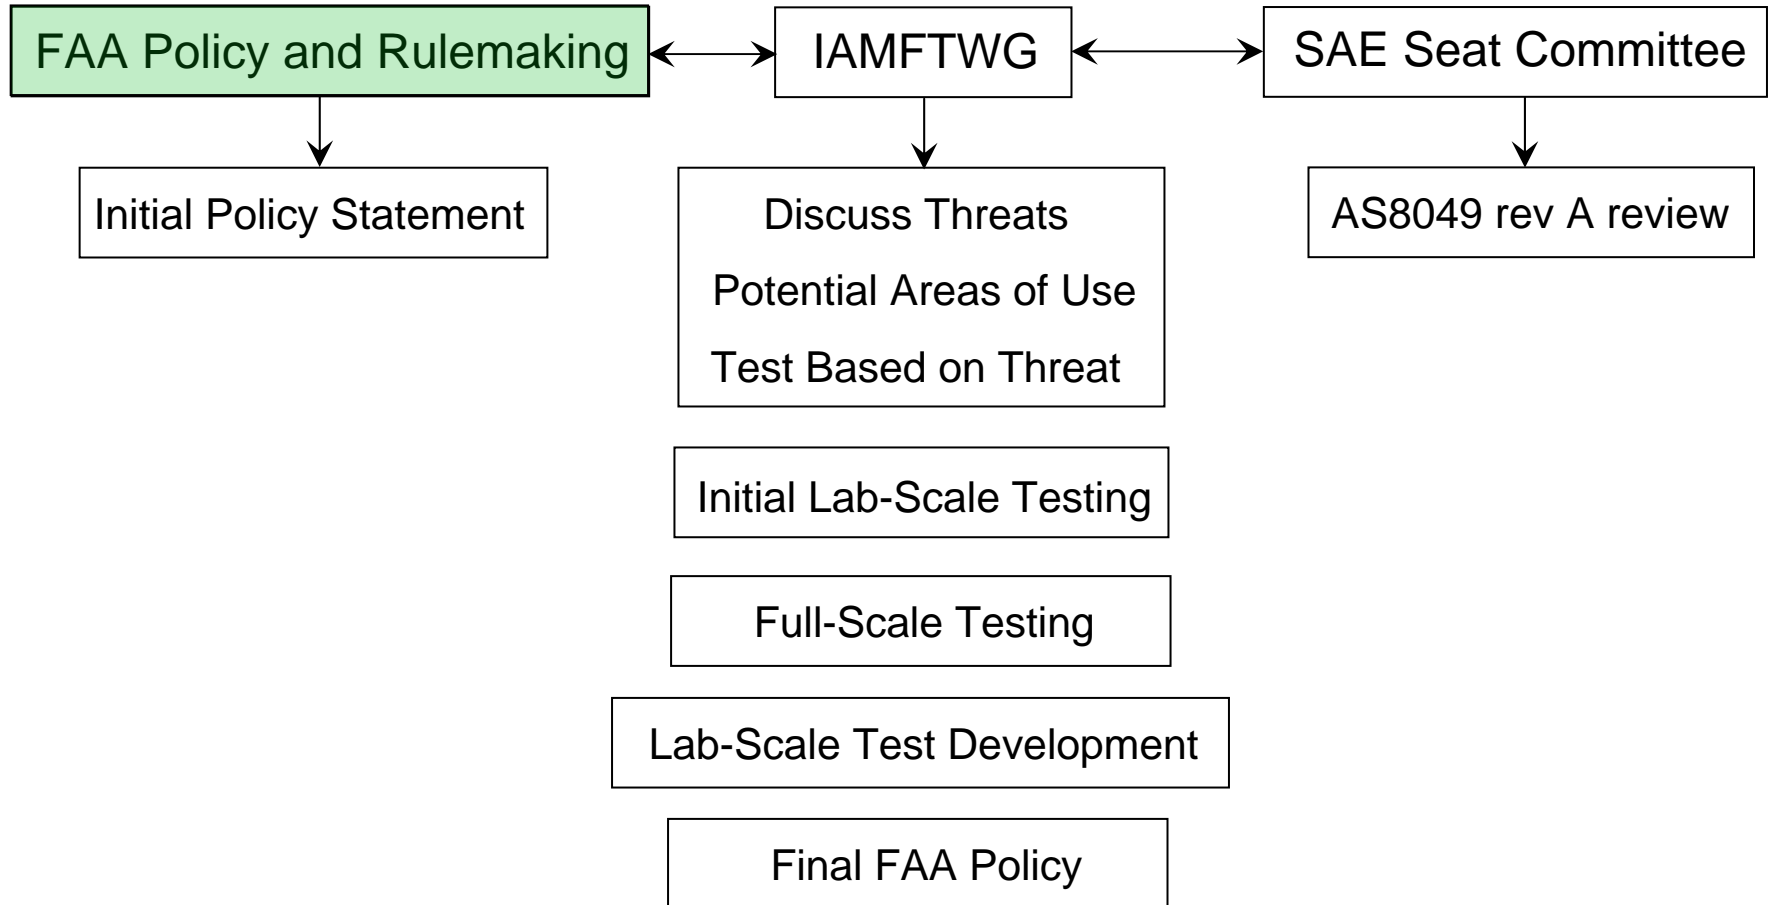 FAA Policy and Rulemaking
IAMFTWG
SAE Seat Committee
Initial Policy Statement
Discuss Threats
Potential Areas of Use
Test Based on Threat
AS8049 rev A review
Initial Lab-Scale Testing
Full-Scale Testing
Lab-Scale Test Development
Final FAA Policy